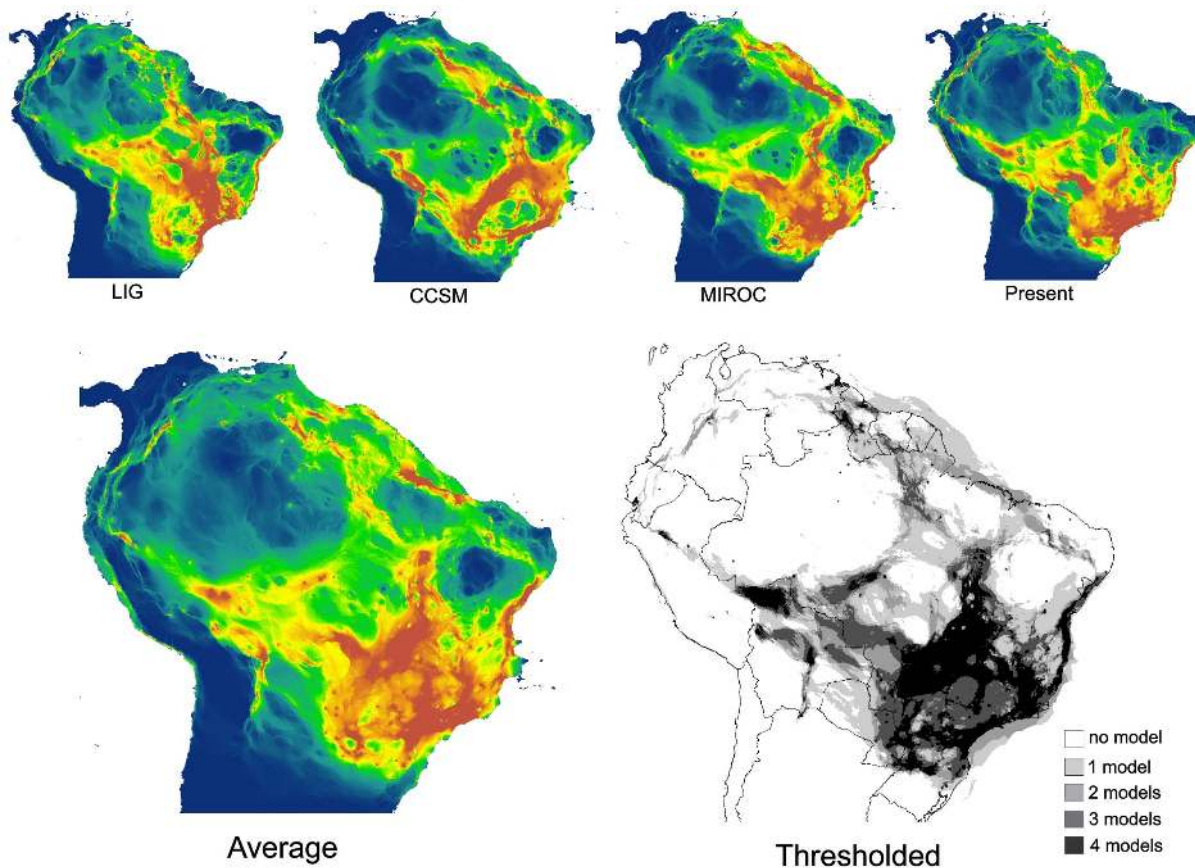 LIG
CCSM
MIROC
Present
Average
Thresholded
no model
1 model
2 models
3 models
4 models